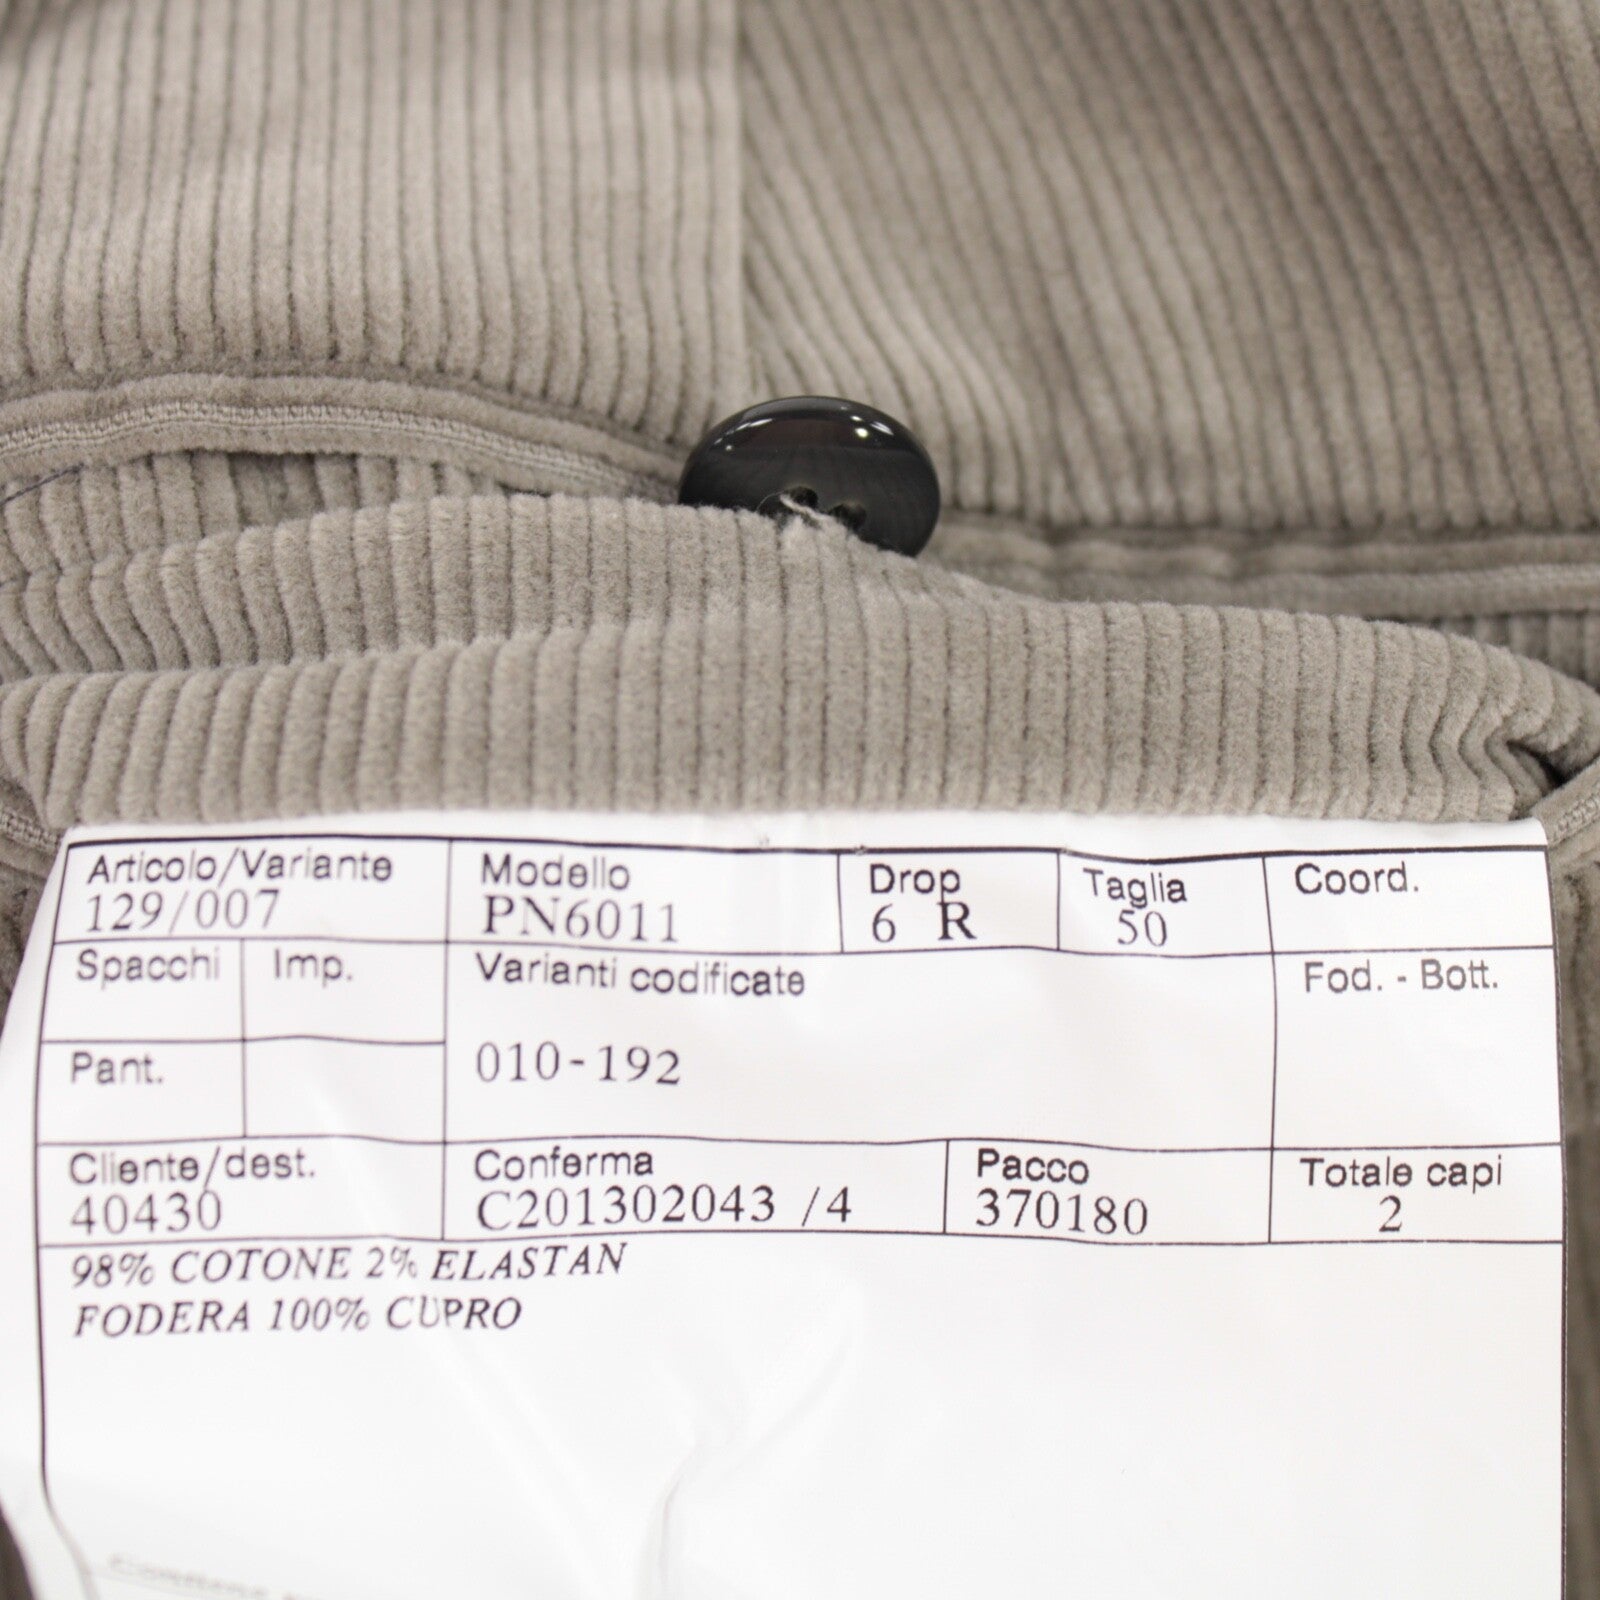 Articolo/Variante Modello Drop Taglia Coord.
129/007 PN6011 6 R 50
Spacchi Imp. Varianti codificate Fod. - Bott.
Pant. 010-192
Cliente/dest. Conferma Pacco Totale capi
40430 C201302043 /4 370180 2
98% COTONE 2% ELASTAN
FODERA 100% CUPRO